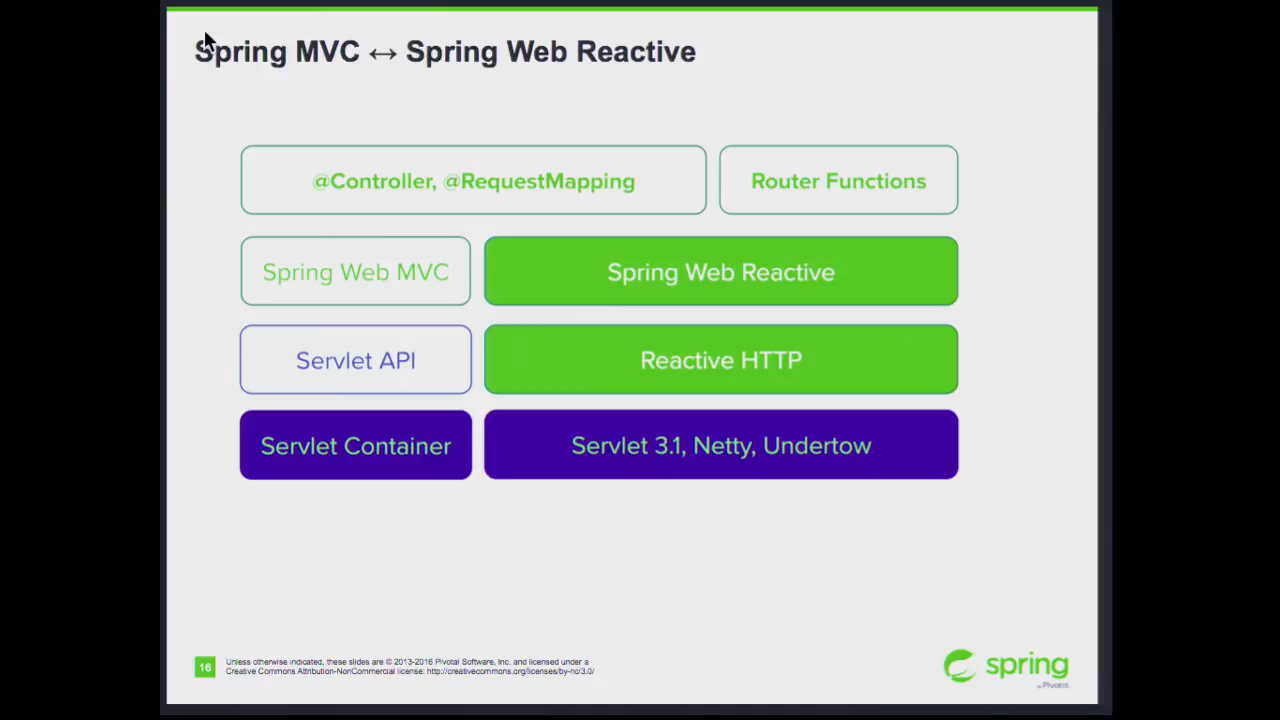 Spring MVC ↔ Spring Web Reactive
@Controller, @RequestMapping
Router Functions
Spring Web MVC
Spring Web Reactive
Servlet API
Reactive HTTP
Servlet Container
Servlet 3.1, Netty, Undertow
16
Unless otherwise indicated, these slides are © 2013-2016 Pivotal Software, Inc. and licensed under a
Creative Commons Attribution-NonCommercial license: http://creativecommons.org/licenses/by-nc/3.0/
spring
by Pivotal.